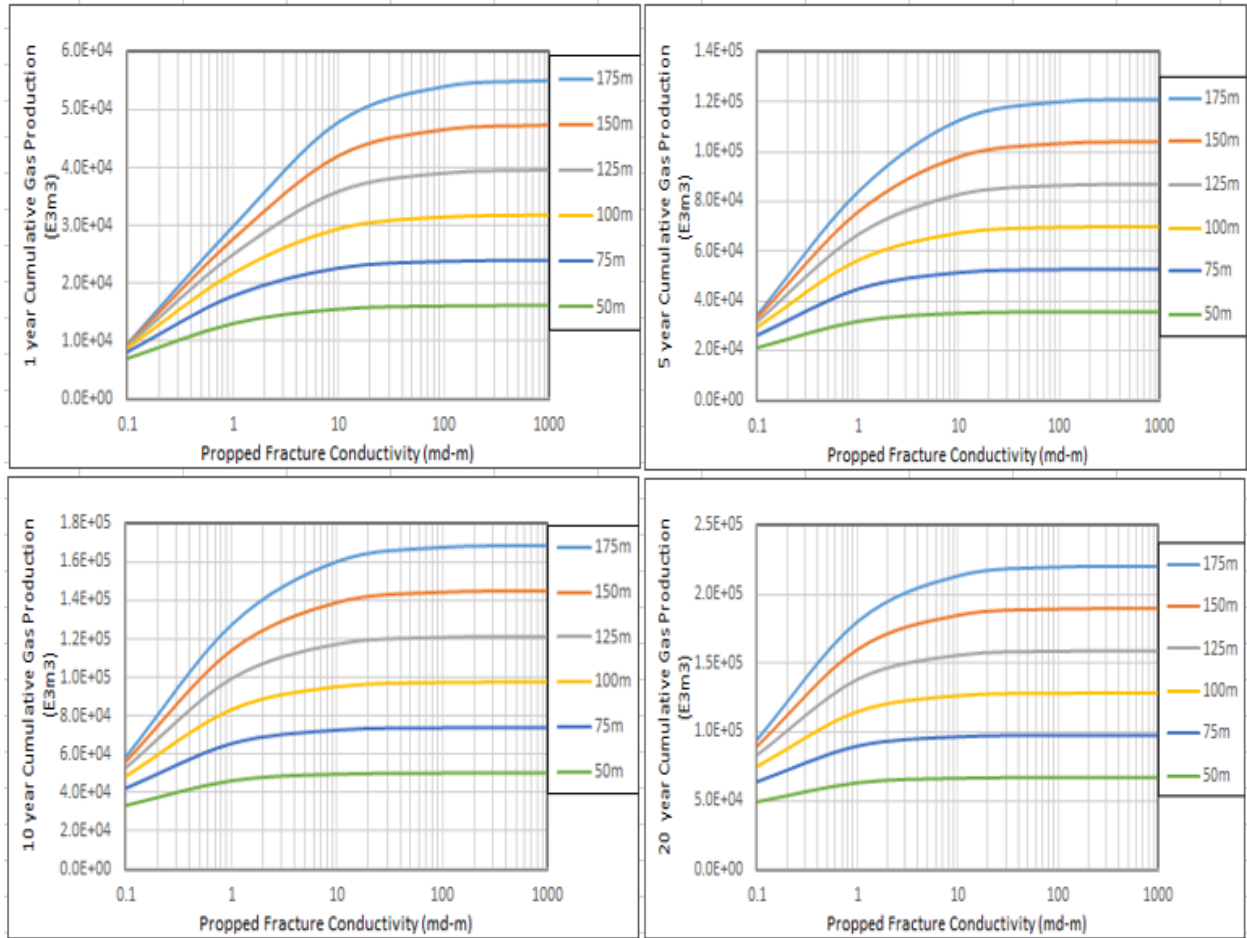 1 year Cumulative Gas Production
(E3m3)
6.0E+04
5.0E+04
4.0E+04
3.0E+04
2.0E+04
1.0E+04
0.0E+00
0.1 1 10 100 1000
Propped Fracture Conductivity (md-m)
175m
150m
125m
100m
75m
50m
5 year Cumulative Gas Production
(E3m3)
1.4E+05
1.2E+05
1.0E+05
8.0E+04
6.0E+04
4.0E+04
2.0E+04
0.0E+00
0.1 1 10 100 1000
Propped Fracture Conductivity (md-m)
175m
150m
125m
100m
75m
50m
10 year Cumulative Gas Production
(E3m3)
1.8E+05
1.6E+05
1.4E+05
1.2E+05
1.0E+05
8.0E+04
6.0E+04
4.0E+04
2.0E+04
0.0E+00
0.1 1 10 100 1000
Propped Fracture Conductivity (md-m)
175m
150m
125m
100m
75m
50m
20 year Cumulative Gas Production
(E3m3)
2.5E+05
2.0E+05
1.5E+05
1.0E+05
5.0E+04
0.0E+00
0.1 1 10 100 1000
Propped Fracture Conductivity (md-m)
175m
150m
125m
100m
75m
50m